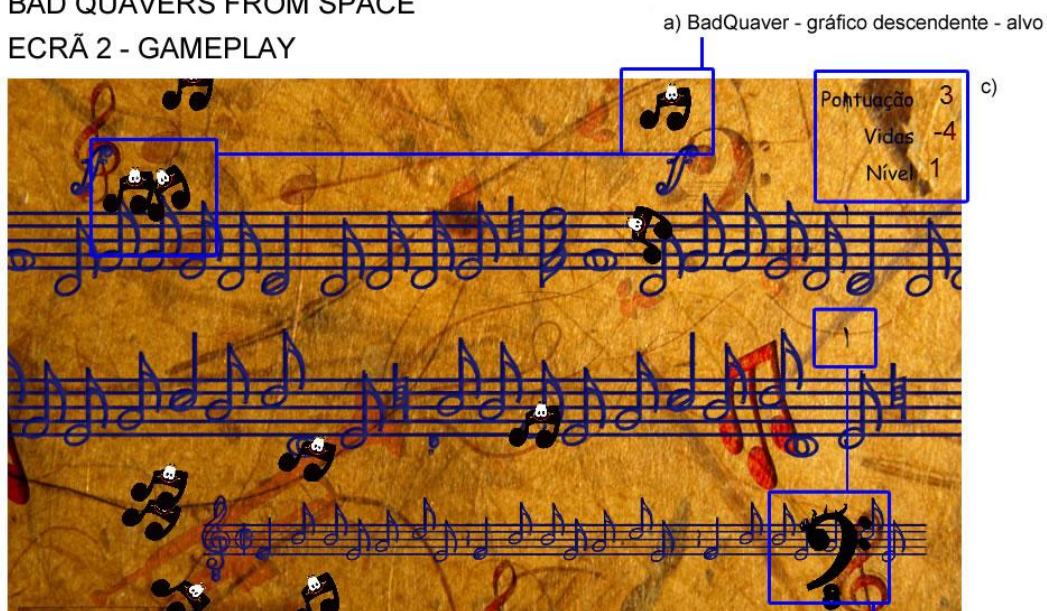 BAD QUAVERS FROM SPACE
a) BadQuaver - gráfico descendente - alvo
ECRÃ 2 - GAMEPLAY
c)
Pontuação 3
Vidas -4
Nível 1